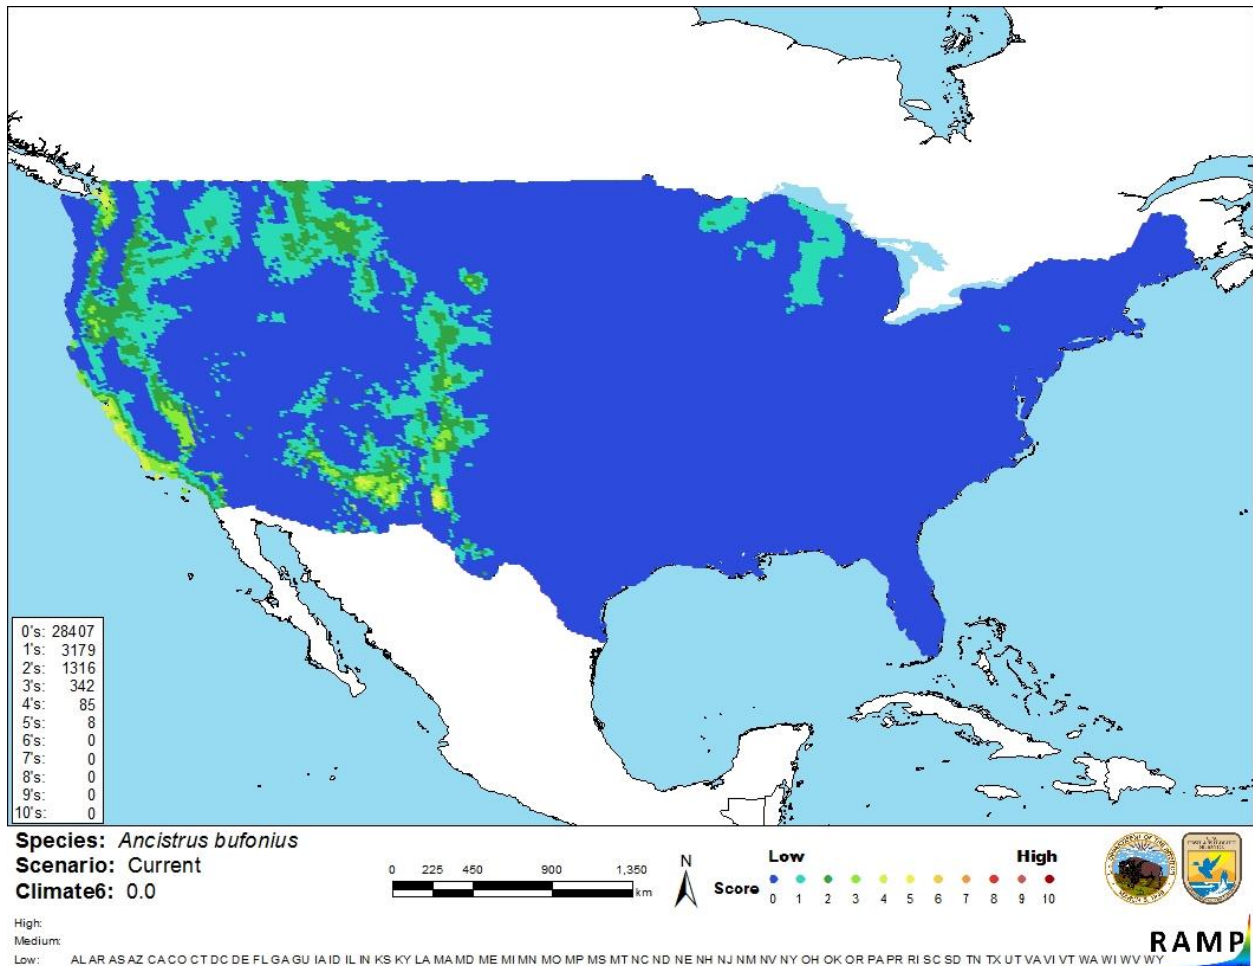 0's: 28407
1's: 3179
2's: 1316
3's: 342
4's: 85
5's: 8
6's: 0
7's: 0
8's: 0
9's: 0
10's: 0
Species: Ancistrus bufonius
Scenario: Current
Climate6: 0.0
0 225 450 900 1,350
km
N
Low High
Score 0 1 2 3 4 5 6 7 8 9 10
High:
Medium:
Low: AL AR AS AZ CA CO CT DC DE FL GA GU IA ID IL IN KS KY LA MA MD ME MI MN MO MP MS MT NC ND NE NH NJ NM NV NY OH OK OR PA PR RI SC SD TN TX UT VA VI VT WA WI WV WY
RAMP